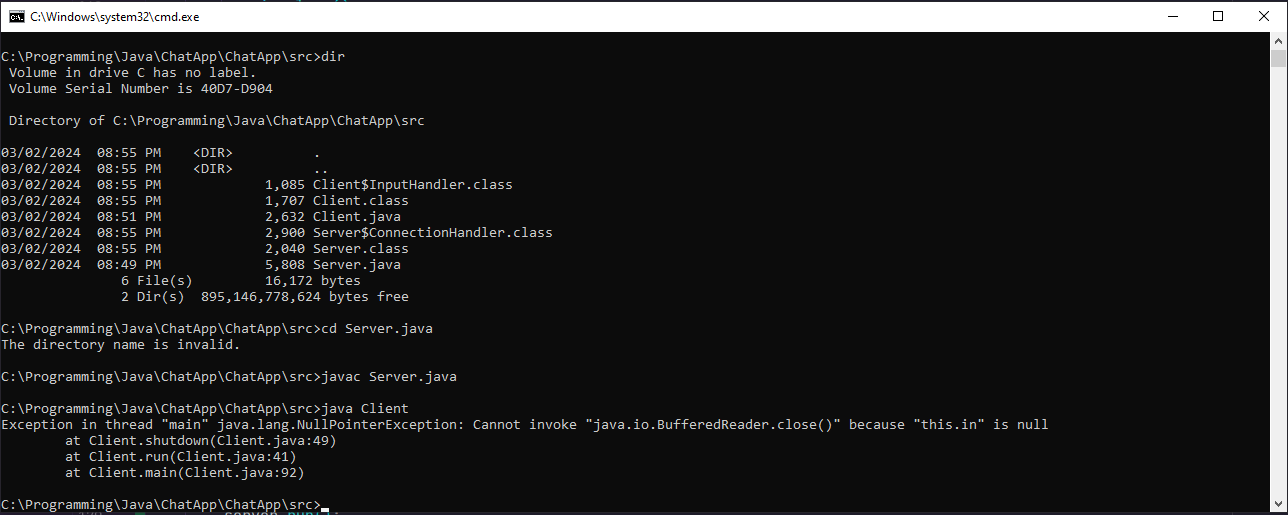 C:\Windows\system32\cmd.exe
C:\Programming\Java\ChatApp\ChatApp\src>dir
Volume in drive C has no label.
Volume Serial Number is 40D7-D904
Directory of C:\Programming\Java\ChatApp\ChatApp\src
03/02/2024  08:55 PM    <DIR>          .
03/02/2024  08:55 PM    <DIR>          ..
03/02/2024  08:55 PM             1,085 Client$InputHandler.class
03/02/2024  08:55 PM             1,707 Client.class
03/02/2024  08:51 PM             2,632 Client.java
03/02/2024  08:55 PM             2,900 Server$ConnectionHandler.class
03/02/2024  08:55 PM             2,040 Server.class
03/02/2024  08:49 PM             5,808 Server.java
6 File(s)         16,172 bytes
2 Dir(s)  895,146,778,624 bytes free
C:\Programming\Java\ChatApp\ChatApp\src>cd Server.java
The directory name is invalid.
C:\Programming\Java\ChatApp\ChatApp\src>javac Server.java
C:\Programming\Java\ChatApp\ChatApp\src>java Client
Exception in thread "main" java.lang.NullPointerException: Cannot invoke "java.io.BufferedReader.close()" because "this.in" is null
at Client.shutdown(Client.java:49)
at Client.run(Client.java:41)
at Client.main(Client.java:92)
C:\Programming\Java\ChatApp\ChatApp\src>